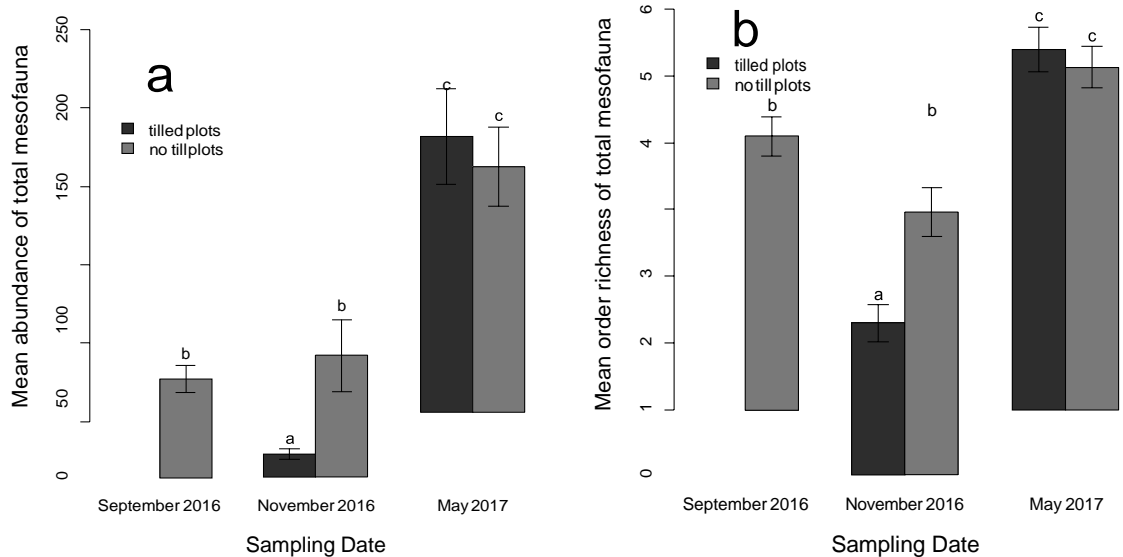 a
tilled plots
no till plots
Mean abundance of total mesofauna
250
200
150
100
50
0
b
a
b
c
c
September 2016
November 2016
May 2017
Sampling Date
b
tilled plots
no till plots
Mean order richness of total mesofauna
6
5
4
3
2
1
0
b
a
b
c
c
September 2016
November 2016
May 2017
Sampling Date